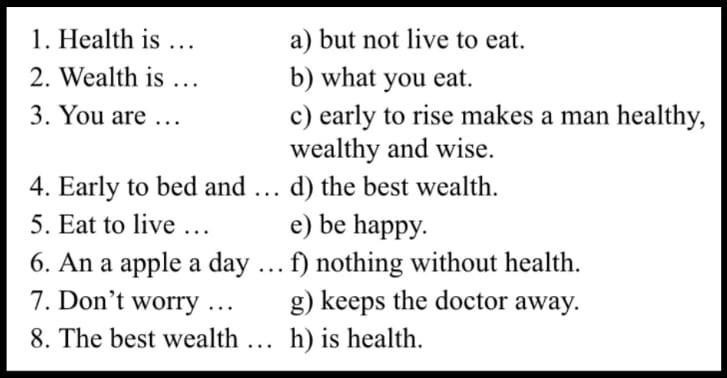 1. Health is … a) but not live to eat.
2. Wealth is … b) what you eat.
3. You are … c) early to rise makes a man healthy,
wealthy and wise.
4. Early to bed and … d) the best wealth.
5. Eat to live … e) be happy.
6. An a apple a day … f) nothing without health.
7. Don’t worry … g) keeps the doctor away.
8. The best wealth … h) is health.